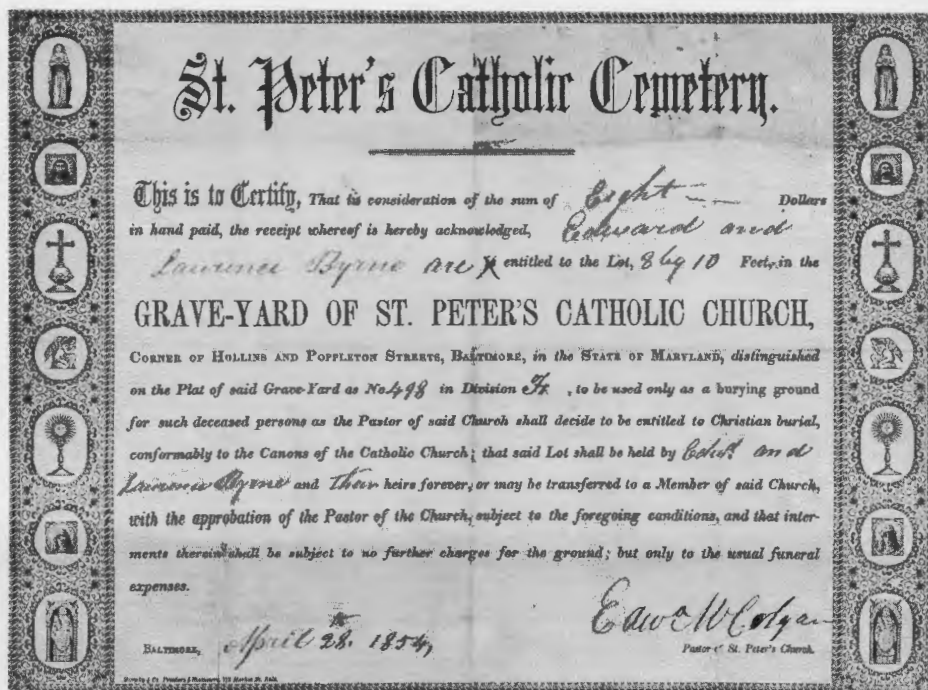 St. Peter's Catholic Cemetery.
This is to Certify, That in consideration of the sum of Eight Dollars
in hand paid, the receipt whereof is hereby acknowledged, Edward and
Lawrence Byrne are entitled to the Lot, 8 by 10 Feet, in the
GRAVE-YARD OF ST. PETER'S CATHOLIC CHURCH,
CORNER OF HOLLINS AND POPPLETON STREETS, BALTIMORE, in the STATE OF MARYLAND, distinguished
on the Plat of said Grave-Yard as No. 498 in Division , to be used only as a burying ground
for such deceased persons as the Pastor of said Church shall decide to be entitled to Christian burial,
conformably to the Canons of the Catholic Church; that said Lot shall be held by Edwd. and
Lawrence Byrne and Their heirs forever, or may be transferred to a Member of said Church,
with the approbation of the Pastor of the Church, subject to the foregoing conditions, and that inter-
ments therein shall be subject to no further charges for the ground; but only to the usual funeral
expenses.
BALTIMORE, April 28. 1854,
Edwd McColgan
Pastor of St. Peter's Church.